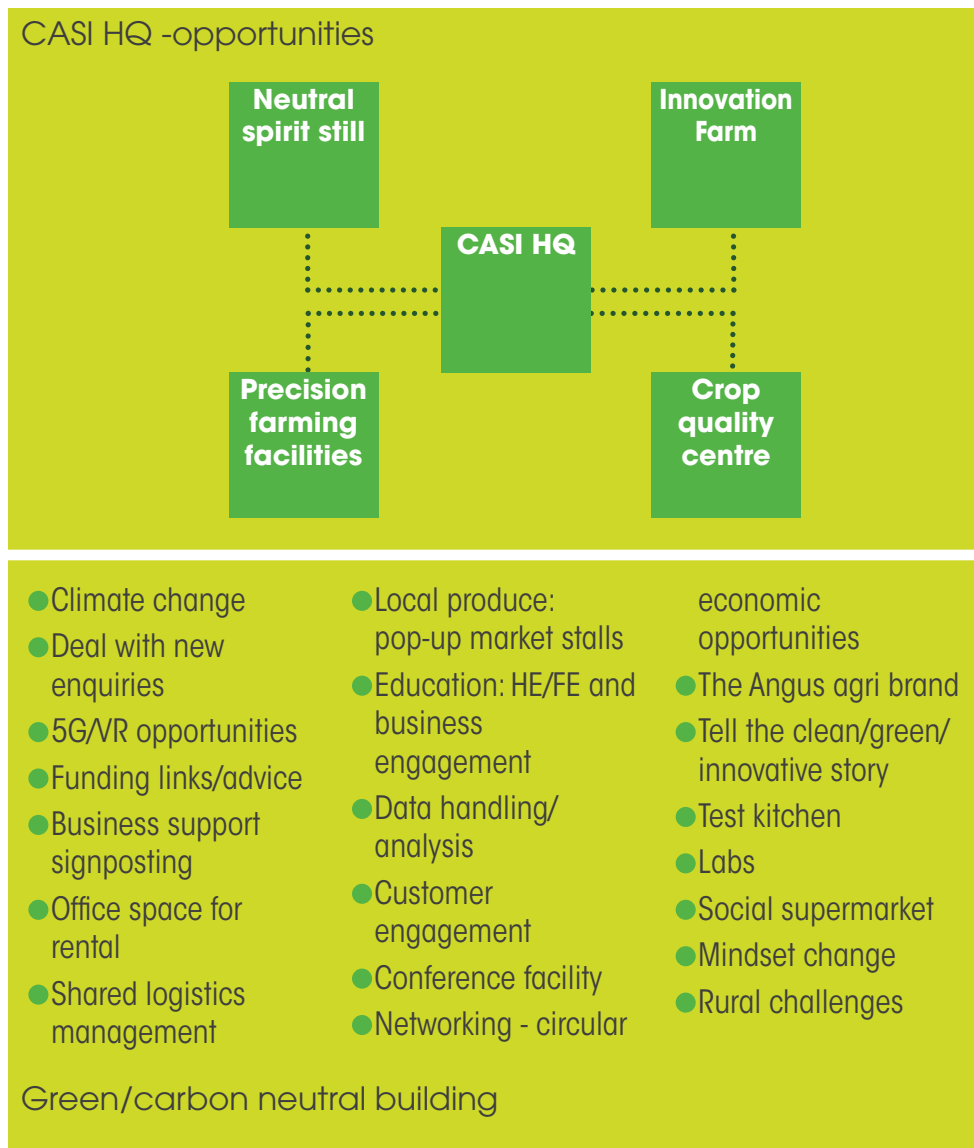 CASI HQ -opportunities
Neutral
spirit still
Innovation
Farm
CASI HQ
Precision
farming
facilities
Crop
quality
centre
Climate change
Deal with new
enquiries
5G/VR opportunities
Funding links/advice
Business support
signposting
Office space for
rental
Shared logistics
management
Local produce:
pop-up market stalls
Education: HE/FE and
business
engagement
Data handling/
analysis
Customer
engagement
Conference facility
Networking - circular
economic
opportunities
The Angus agri brand
Tell the clean/green/
innovative story
Test kitchen
Labs
Social supermarket
Mindset change
Rural challenges
Green/carbon neutral building